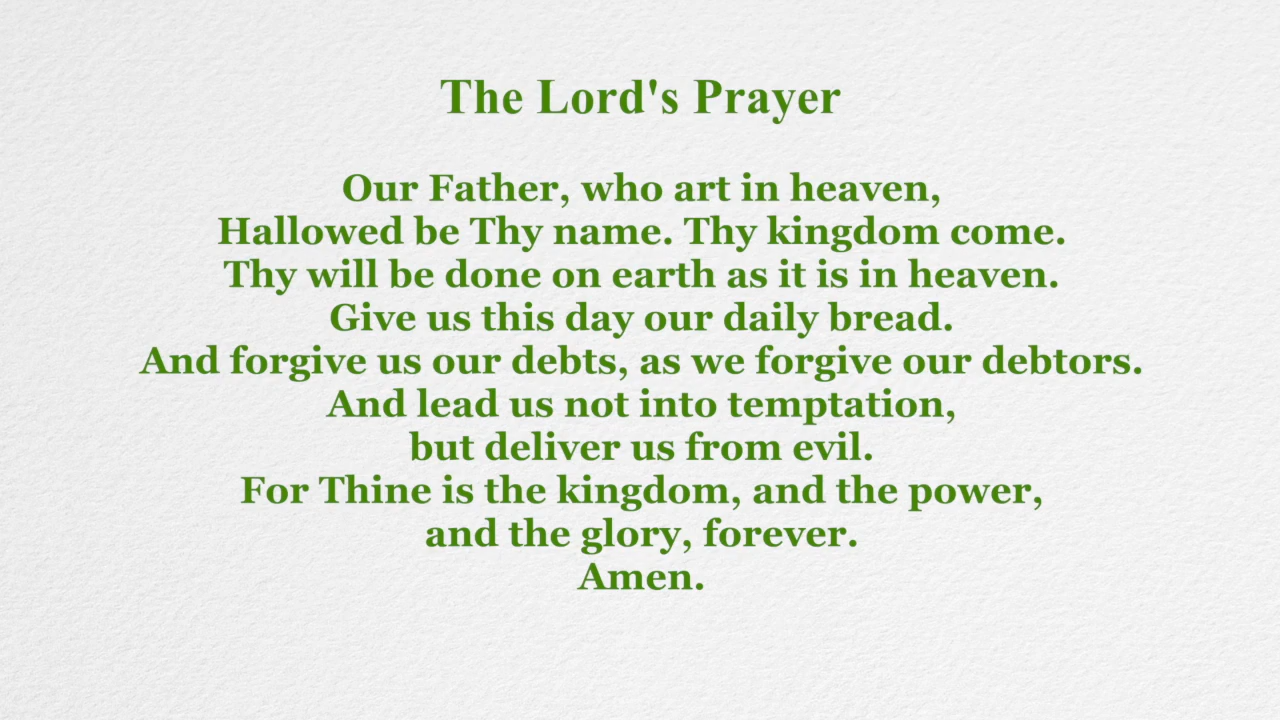 The Lord's Prayer
Our Father, who art in heaven,
Hallowed be Thy name. Thy kingdom come.
Thy will be done on earth as it is in heaven.
Give us this day our daily bread.
And forgive us our debts, as we forgive our debtors.
And lead us not into temptation,
but deliver us from evil.
For Thine is the kingdom, and the power,
and the glory, forever.
Amen.